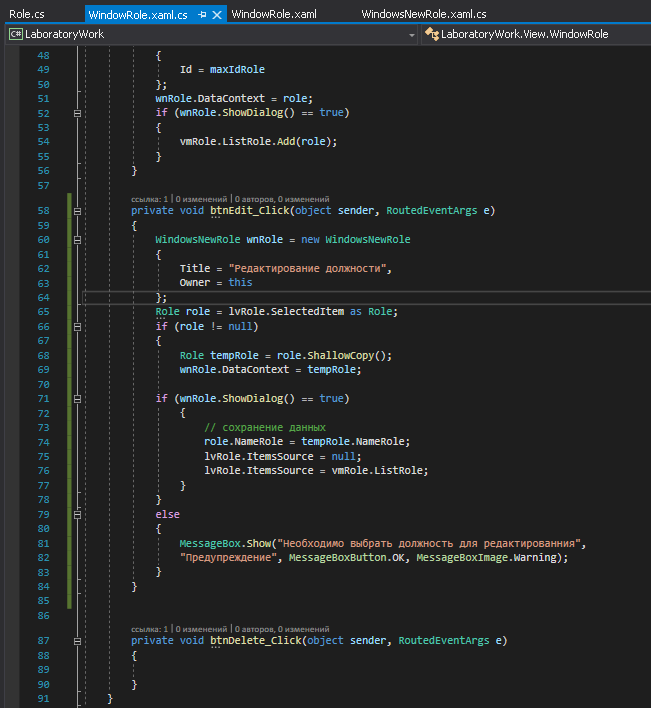 Role.cs WindowRole.xaml.cs WindowRole.xaml WindowsNewRole.xaml.cs
C# LaboratoryWork LaboratoryWork.View.WindowRole
48 {
49 Id = maxIdRole
50 };
51 wnRole.DataContext = role;
52 if (wnRole.ShowDialog() == true)
53 {
54 vmRole.ListRole.Add(role);
55 }
56 }
57
ссылка: 1 | 0 изменений | 0 авторов, 0 изменений
58 private void btnEdit_Click(object sender, RoutedEventArgs e)
59 {
60 WindowsNewRole wnRole = new WindowsNewRole
61 {
62 Title = "Редактирование должности",
63 Owner = this
64 };
65 Role role = lvRole.SelectedItem as Role;
66 if (role != null)
67 {
68 Role tempRole = role.ShallowCopy();
69 wnRole.DataContext = tempRole;
70
71 if (wnRole.ShowDialog() == true)
72 {
73 // сохранение данных
74 role.NameRole = tempRole.NameRole;
75 lvRole.ItemsSource = null;
76 lvRole.ItemsSource = vmRole.ListRole;
77 }
78 }
79 else
80 {
81 MessageBox.Show("Необходимо выбрать должность для редактированния",
82 "Предупреждение", MessageBoxButton.OK, MessageBoxImage.Warning);
83 }
84 }
85
86
ссылка: 1 | 0 изменений | 0 авторов, 0 изменений
87 private void btnDelete_Click(object sender, RoutedEventArgs e)
88 {
89
90 }
91 }